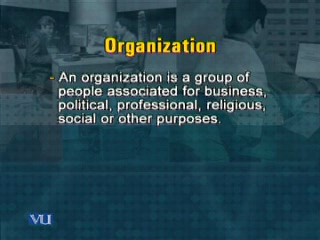 Organization
- An organization is a group of
people associated for business,
political, professional, religious,
social or other purposes.
VU